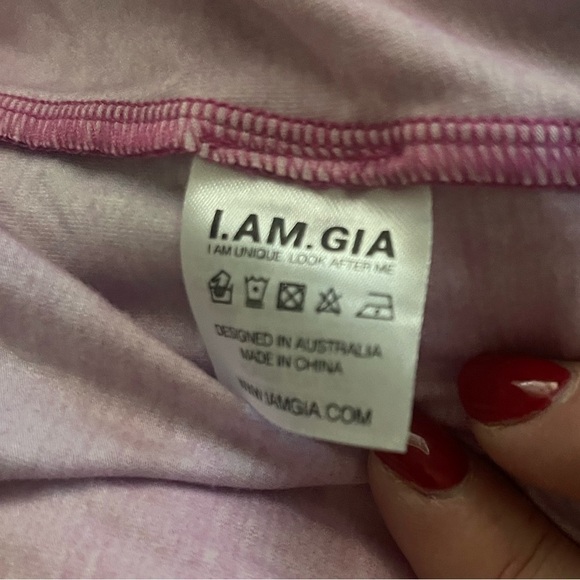 I.AM.GIA
I AM UNIQUE. LOOK AFTER ME
DESIGNED IN AUSTRALIA
MADE IN CHINA
WWW.IAMGIA.COM